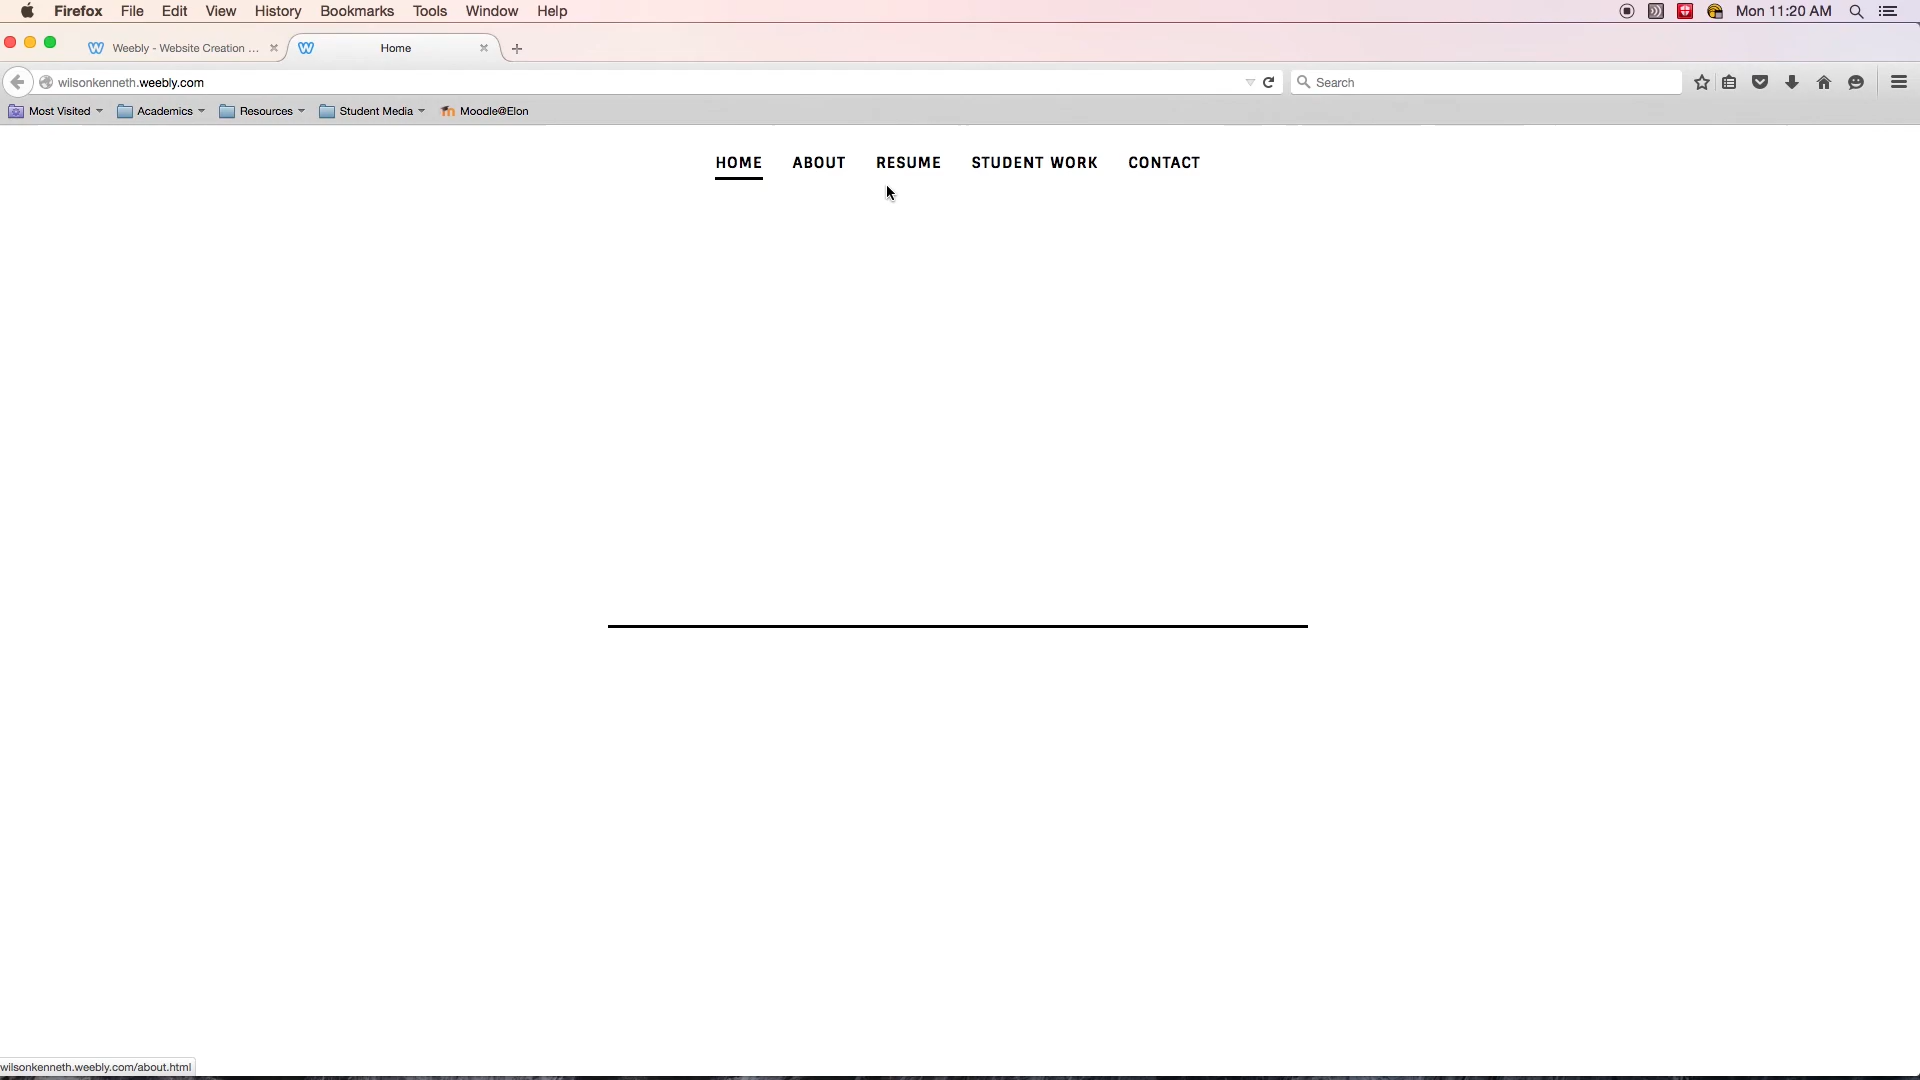 Firefox File Edit View History Bookmarks Tools Window Help Mon 11:20 AM
Weebly - Website Creation ... Home
wilsonkenneth.weebly.com Search
Most Visited Academics Resources Student Media Moodle@Elon
HOME ABOUT RESUME STUDENT WORK CONTACT
wilsonkenneth.weebly.com/about.html